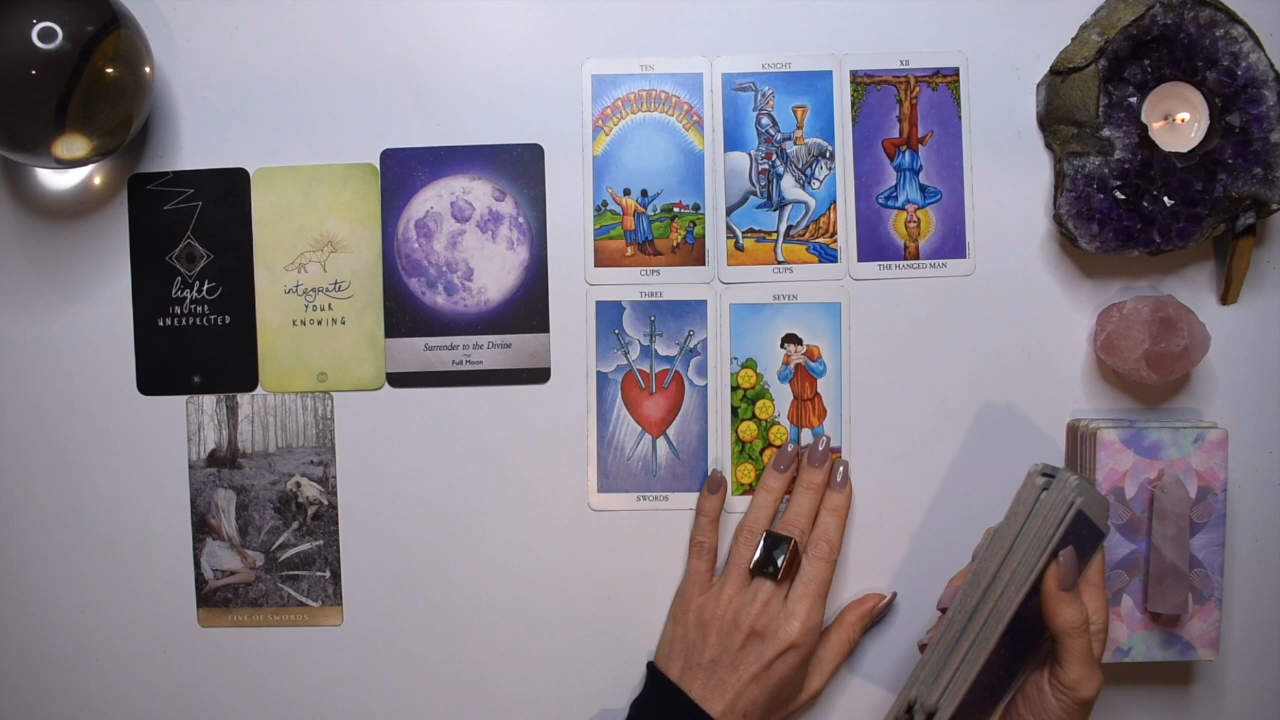 light
IN THE
UNEXPECTED
integrate
YOUR
KNOWING
Surrender to the Divine
Full Moon
FIVE OF SWORDS
TEN
CUPS
KNIGHT
CUPS
XII
THE HANGED MAN
THREE
SWORDS
SEVEN